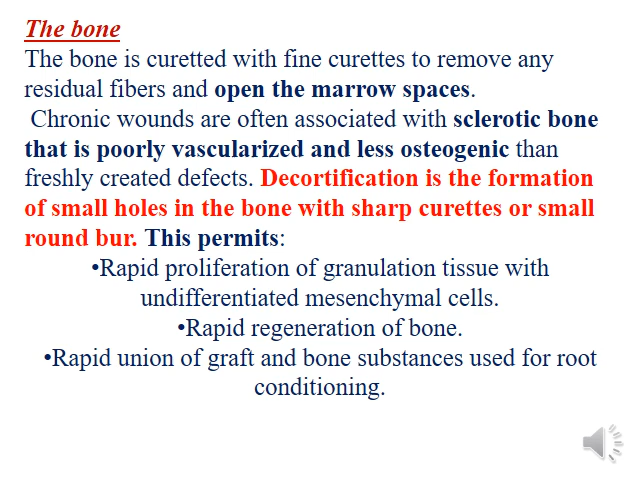 The bone
The bone is curetted with fine curettes to remove any
residual fibers and open the marrow spaces.
Chronic wounds are often associated with sclerotic bone
that is poorly vascularized and less osteogenic than
freshly created defects. Decortification is the formation
of small holes in the bone with sharp curettes or small
round bur. This permits:
•Rapid proliferation of granulation tissue with
undifferentiated mesenchymal cells.
•Rapid regeneration of bone.
•Rapid union of graft and bone substances used for root
conditioning.